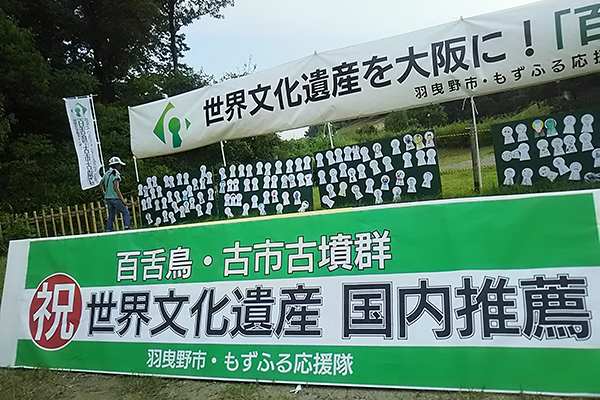 世界文化遺産を大阪に!「百
羽曳野市・もずふる応援隊
百舌鳥・古市古墳群
祝 世界文化遺産 国内推薦
羽曳野市・もずふる応援隊